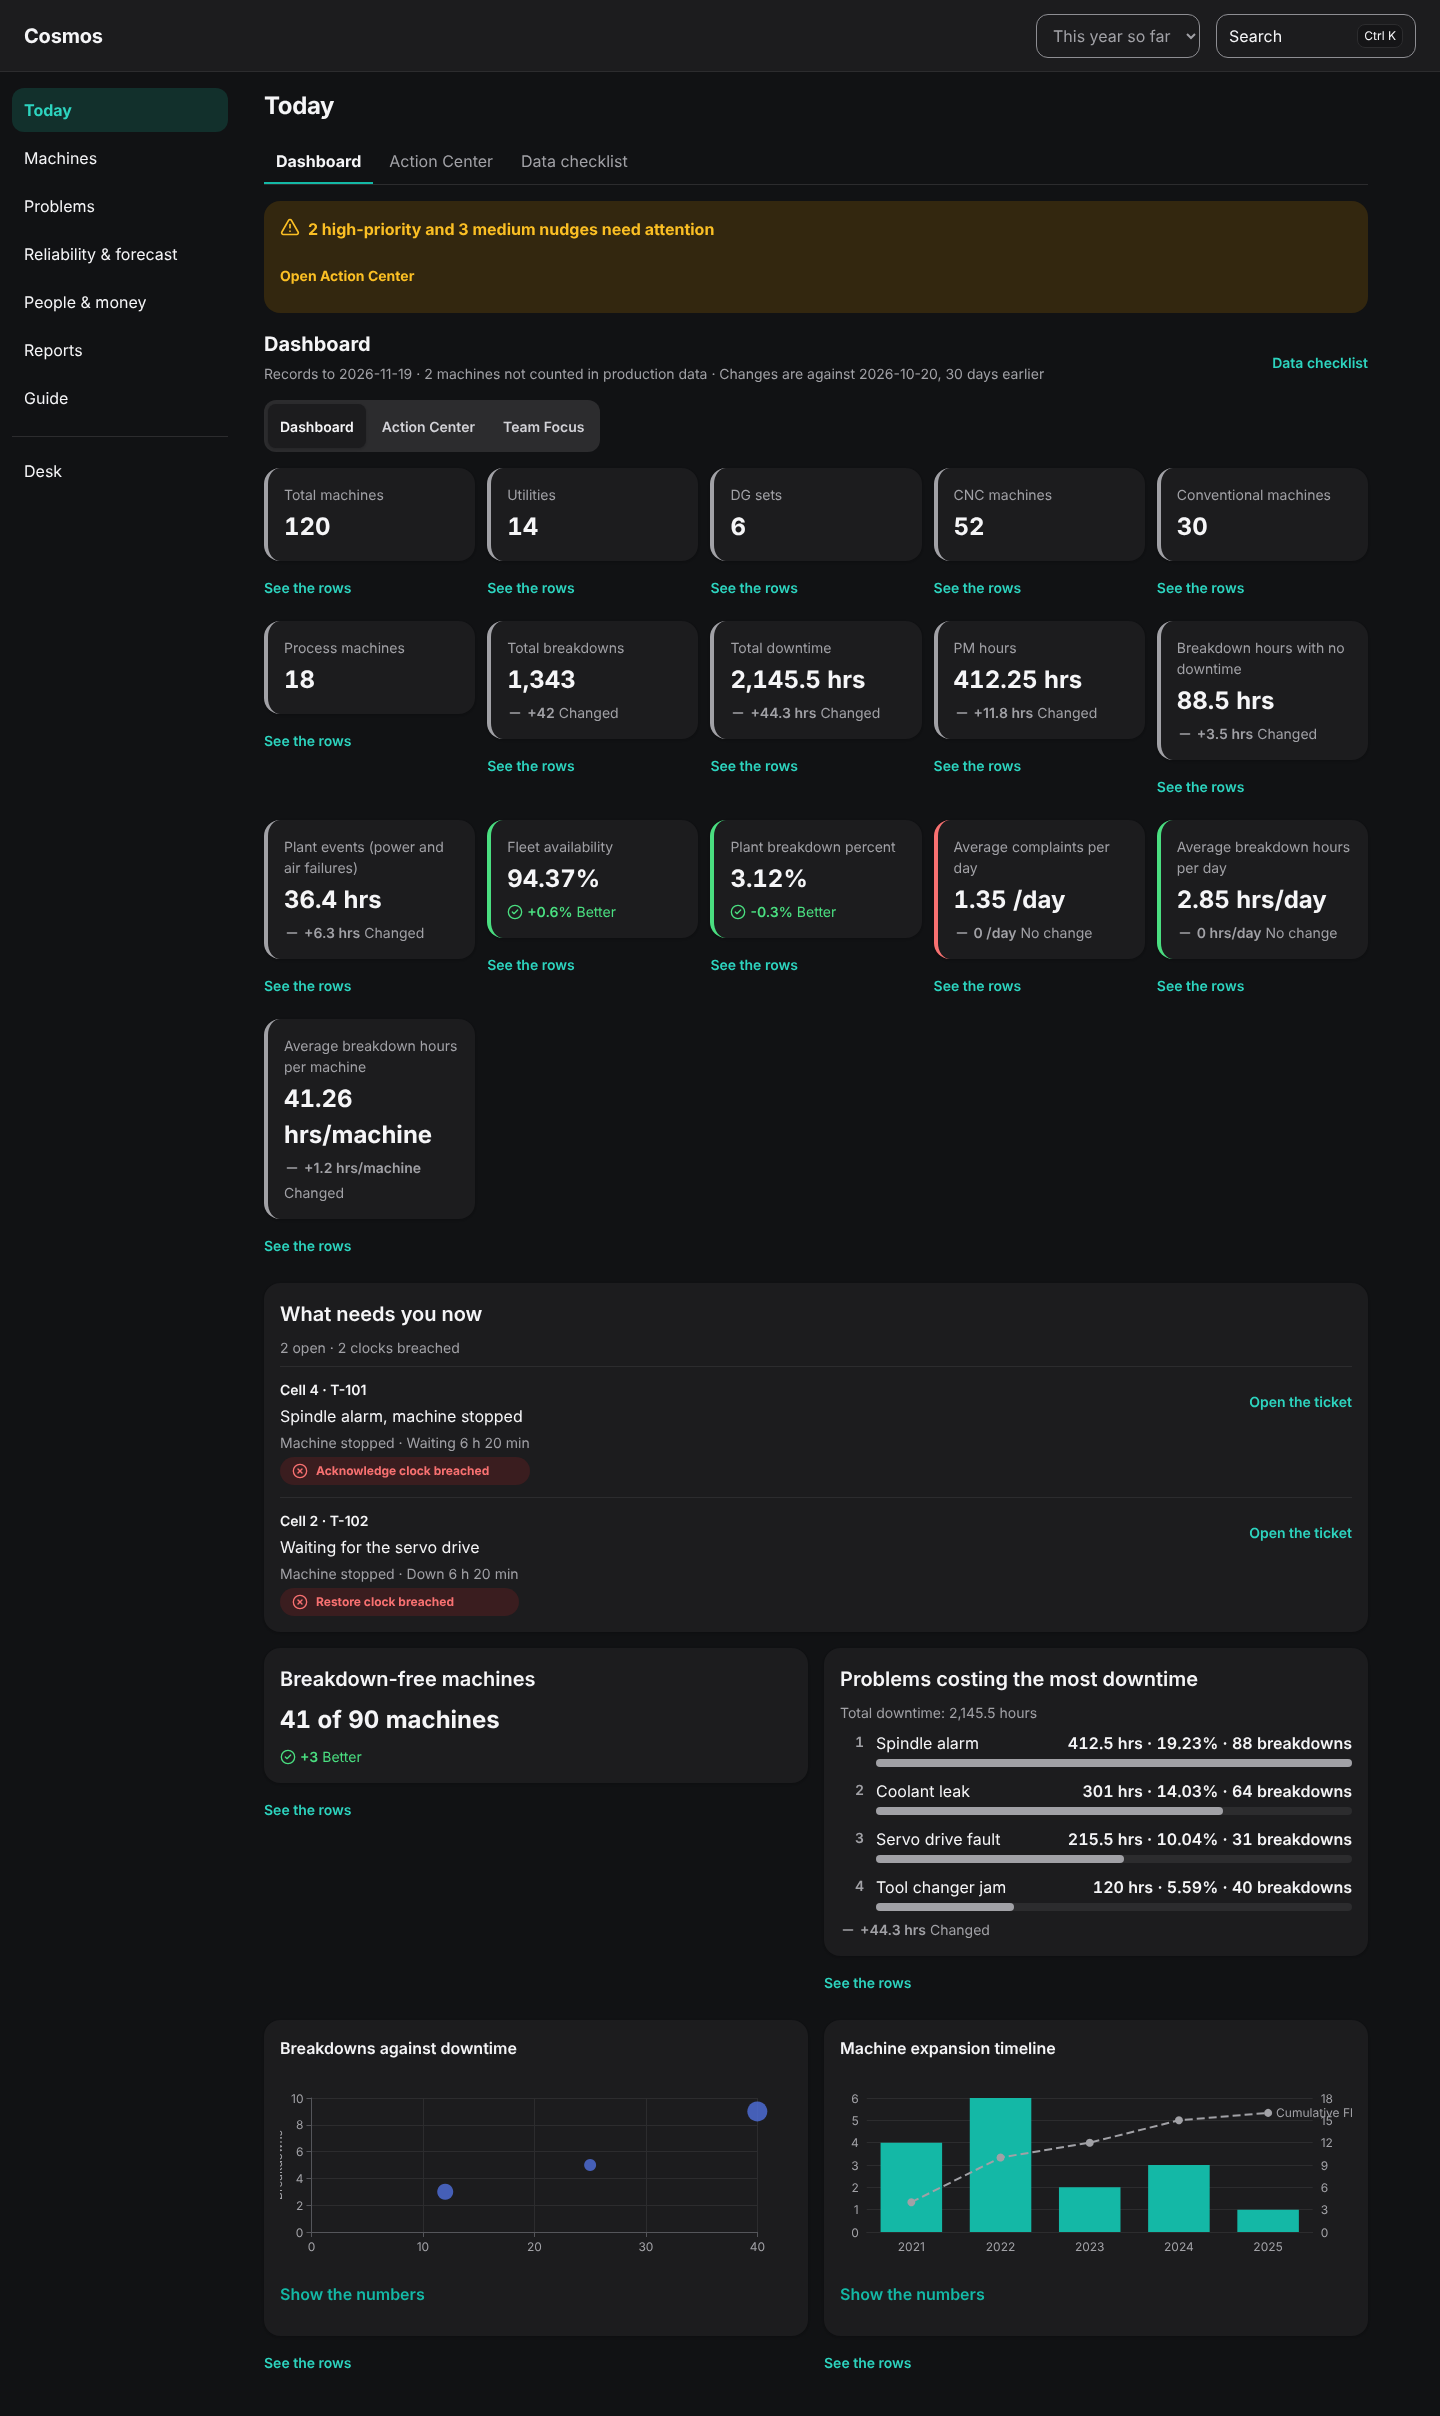 Cosmos
This year so far
Search
Ctrl K
Today
Machines
Problems
Reliability & forecast
People & money
Reports
Guide
Desk
Today
Dashboard
Action Center
Data checklist
2 high-priority and 3 medium nudges need attention
Open Action Center
Dashboard
Records to 2026-11-19 · 2 machines not counted in production data · Changes are against 2026-10-20, 30 days earlier
Data checklist
Dashboard
Action Center
Team Focus
Total machines
120
See the rows
Utilities
14
See the rows
DG sets
6
See the rows
CNC machines
52
See the rows
Conventional machines
30
See the rows
Process machines
18
See the rows
Total breakdowns
1,343
+42 Changed
See the rows
Total downtime
2,145.5 hrs
+44.3 hrs Changed
See the rows
PM hours
412.25 hrs
+11.8 hrs Changed
See the rows
Breakdown hours with no
downtime
88.5 hrs
+3.5 hrs Changed
See the rows
Plant events (power and
air failures)
36.4 hrs
+6.3 hrs Changed
See the rows
Fleet availability
94.37%
+0.6% Better
See the rows
Plant breakdown percent
3.12%
-0.3% Better
See the rows
Average complaints per
day
1.35 /day
0 /day No change
See the rows
Average breakdown hours
per day
2.85 hrs/day
0 hrs/day No change
See the rows
Average breakdown hours
per machine
41.26
hrs/machine
+1.2 hrs/machine
Changed
See the rows
What needs you now
2 open · 2 clocks breached
Cell 4 · T-101
Spindle alarm, machine stopped
Machine stopped · Waiting 6 h 20 min
Acknowledge clock breached
Open the ticket
Cell 2 · T-102
Waiting for the servo drive
Machine stopped · Down 6 h 20 min
Restore clock breached
Open the ticket
Breakdown-free machines
41 of 90 machines
+3 Better
See the rows
Problems costing the most downtime
Total downtime: 2,145.5 hours
1 Spindle alarm 412.5 hrs · 19.23% · 88 breakdowns
2 Coolant leak 301 hrs · 14.03% · 64 breakdowns
3 Servo drive fault 215.5 hrs · 10.04% · 31 breakdowns
4 Tool changer jam 120 hrs · 5.59% · 40 breakdowns
+44.3 hrs Changed
See the rows
Breakdowns against downtime
10
8
6
4
2
0
0 10 20 30 40
Show the numbers
See the rows
Machine expansion timeline
6
5
4
3
2
1
0
18
15
12
9
6
3
0
Cumulative Fl
2021 2022 2023 2024 2025
Show the numbers
See the rows